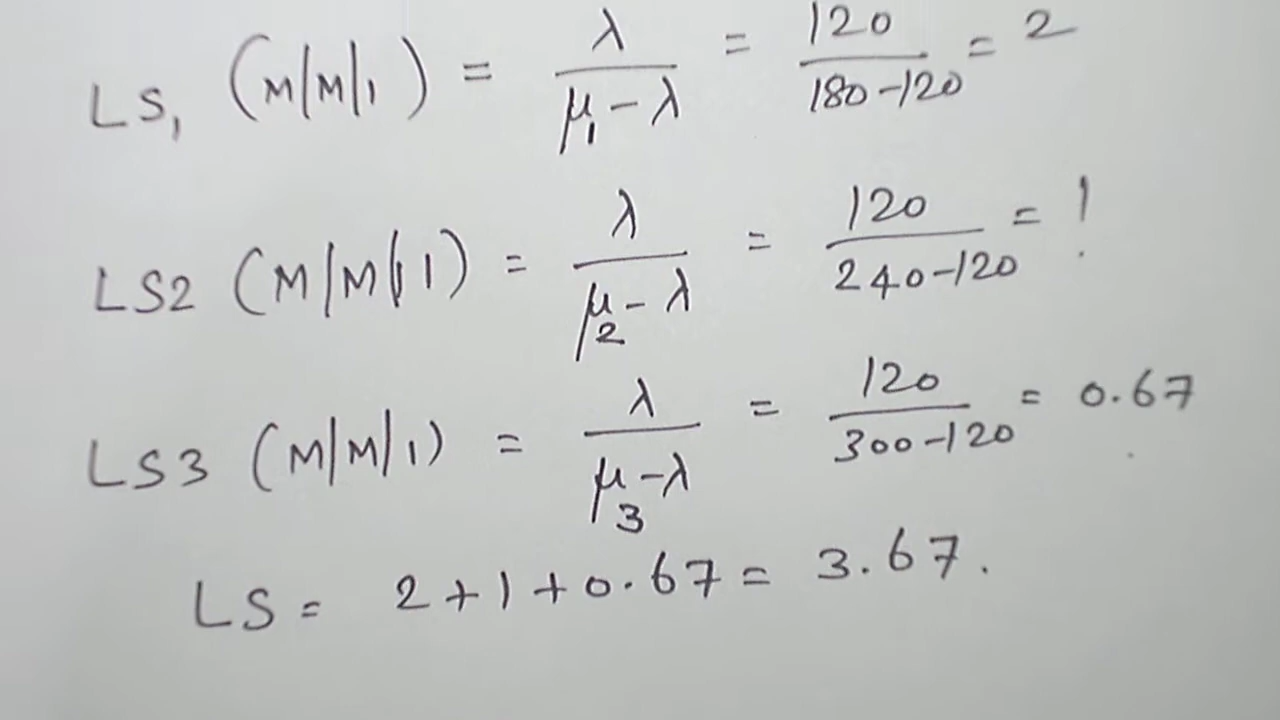 LS₁ (M/M/1) = λ/(μ₁ - λ) = 120/(180-120) = 2
LS2 (M/M/1) = λ/(μ₂ - λ) = 120/(240-120) = 1
LS3 (M/M/1) = λ/(μ₃ - λ) = 120/(300-120) = 0.67
LS = 2+1+0.67 = 3.67.